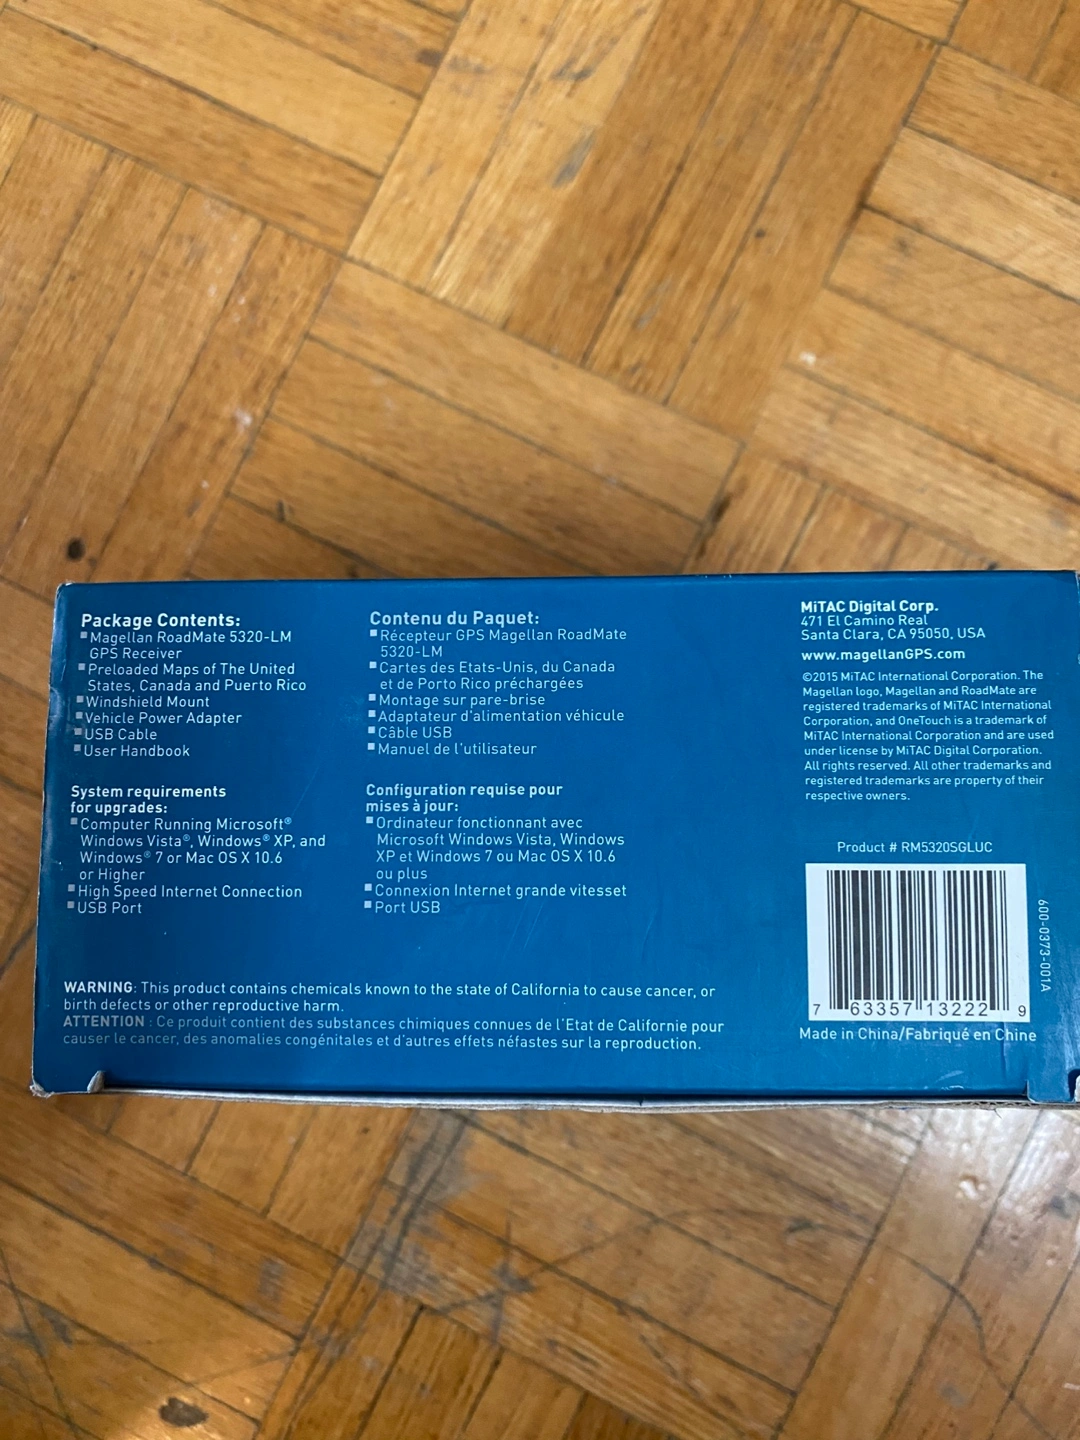 Package Contents:
▪ Magellan RoadMate 5320-LM
GPS Receiver
▪ Preloaded Maps of The United
States, Canada and Puerto Rico
▪ Windshield Mount
▪ Vehicle Power Adapter
▪ USB Cable
▪ User Handbook
System requirements
for upgrades:
▪ Computer Running Microsoft®
Windows Vista®, Windows® XP, and
Windows® 7 or Mac OS X 10.6
or Higher
▪ High Speed Internet Connection
▪ USB Port
Contenu du Paquet:
▪ Récepteur GPS Magellan RoadMate
5320-LM
▪ Cartes des Etats-Unis, du Canada
et de Porto Rico préchargées
▪ Montage sur pare-brise
▪ Adaptateur d'alimentation véhicule
▪ Câble USB
▪ Manuel de l'utilisateur
Configuration requise pour
mises à jour:
▪ Ordinateur fonctionnant avec
Microsoft Windows Vista, Windows
XP et Windows 7 ou Mac OS X 10.6
ou plus
▪ Connexion Internet grande vitesset
▪ Port USB
WARNING: This product contains chemicals known to the state of California to cause cancer, or
birth defects or other reproductive harm.
ATTENTION : Ce produit contient des substances chimiques connues de l'Etat de Californie pour
causer le cancer, des anomalies congénitales et d'autres effets néfastes sur la reproduction.
MiTAC Digital Corp.
471 El Camino Real
Santa Clara, CA 95050, USA
www.magellanGPS.com
©2015 MiTAC International Corporation. The
Magellan logo, Magellan and RoadMate are
registered trademarks of MiTAC International
Corporation, and OneTouch is a trademark of
MiTAC International Corporation and are used
under license by MiTAC Digital Corporation.
All rights reserved. All other trademarks and
registered trademarks are property of their
respective owners.
Product # RM5320SGLUC
7 63357 13222 9
600-0373-001A
Made in China/Fabriqué en Chine